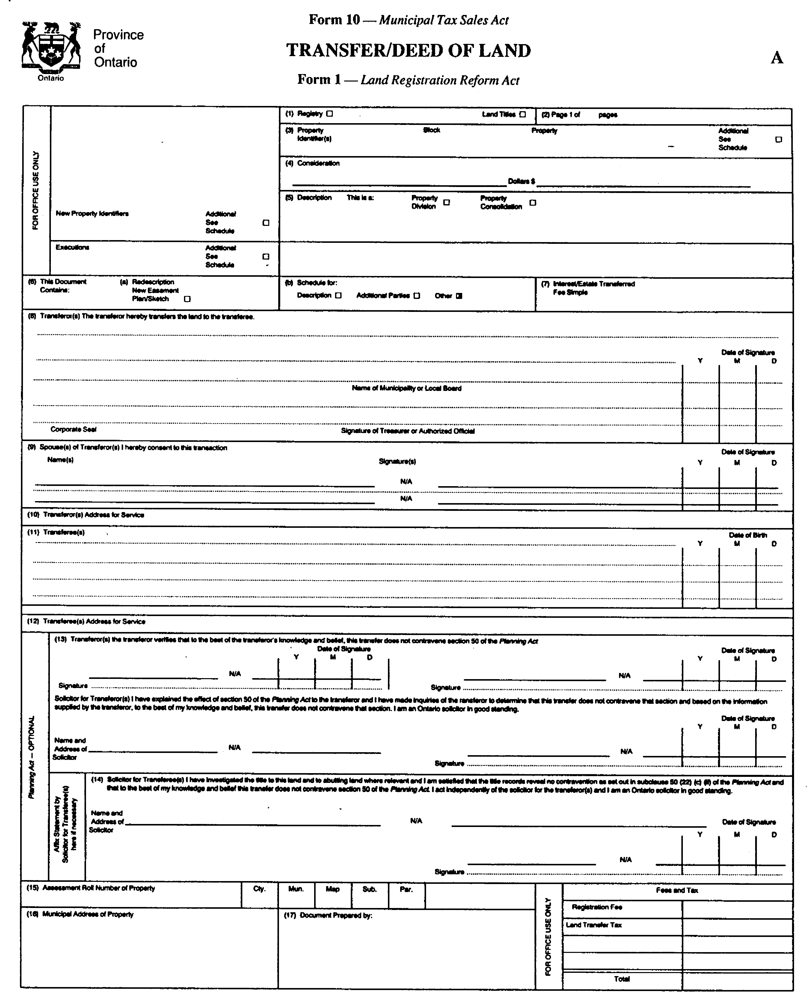 Form 10 — Municipal Tax Sales Act
Province
of
Ontario
Ontario
TRANSFER/DEED OF LAND
A
Form 1 — Land Registration Reform Act
FOR OFFICE USE ONLY
New Property Identifiers
Additional
See
Schedule
Executions
Additional
See
Schedule
(1) Registry
Land Titles
(2) Page 1 of pages
(3) Property
Identifier(s)
Block
Property
Additional
See
Schedule
(4) Consideration
Dollars $
(5) Description This is a:
Property
Division
Property
Consolidation
(6) This Document
Contains:
(a) Redescription
New Easement
Plan/Sketch
(b) Schedule for:
Description Additional Parties Other
(7) Interest/Estate Transferred
Fee Simple
(8) Transferor(s) The transferor hereby transfers the land to the transferee.
Date of Signature
Y M D
Name of Municipality or Local Board
Corporate Seal
Signature of Treasurer or Authorized Official
(9) Spouse(s) of Transferor(s) I hereby consent to this transaction
Date of Signature
Name(s)
Signature(s)
Y M D
N/A
N/A
(10) Transferor(s) Address for Service
(11) Transferee(s)
Date of Birth
Y M D
(12) Transferee(s) Address for Service
Planning Act – OPTIONAL
(13) Transferor(s) the transferor verifies that to the best of the transferor's knowledge and belief, this transfer does not contravene section 50 of the Planning Act
Date of Signature
Y M D
Date of Signature
Y M D
N/A
N/A
Signature
Signature
Solicitor for Transferor(s) I have explained the effect of section 50 of the Planning Act to the transferor and I have made inquiries of the ransferor to determine that this transfer does not contravene that section and based on the information
supplied by the transferor, to the best of my knowledge and belief, this transfer does not contravene that section. I am an Ontario solicitor in good standing.
Date of Signature
Y M D
Name and
Address of
Solicitor
N/A
N/A
Signature
Affix Statement by
Solicitor for Transferee(s)
here if necessary
(14) Solicitor for Transferee(s) I have investigated the title to this land and to abutting land where relevant and I am satisfied that the title records reveal no contravention as set out in subclause 50 (22) (c) (ii) of the Planning Act and
that to the best of my knowledge and belief this transfer does not contravene section 50 of the Planning Act. I act independently of the solicitor for the transferor(s) and I am an Ontario solicitor in good standing.
Name and
Address of
Solicitor
N/A
Date of Signature
Y M D
N/A
Signature
(15) Assessment Roll Number of Property
Cty. Mun. Map Sub. Par.
(16) Municipal Address of Property
(17) Document Prepared by:
FOR OFFICE USE ONLY
Fees and Tax
Registration Fee
Land Transfer Tax
Total